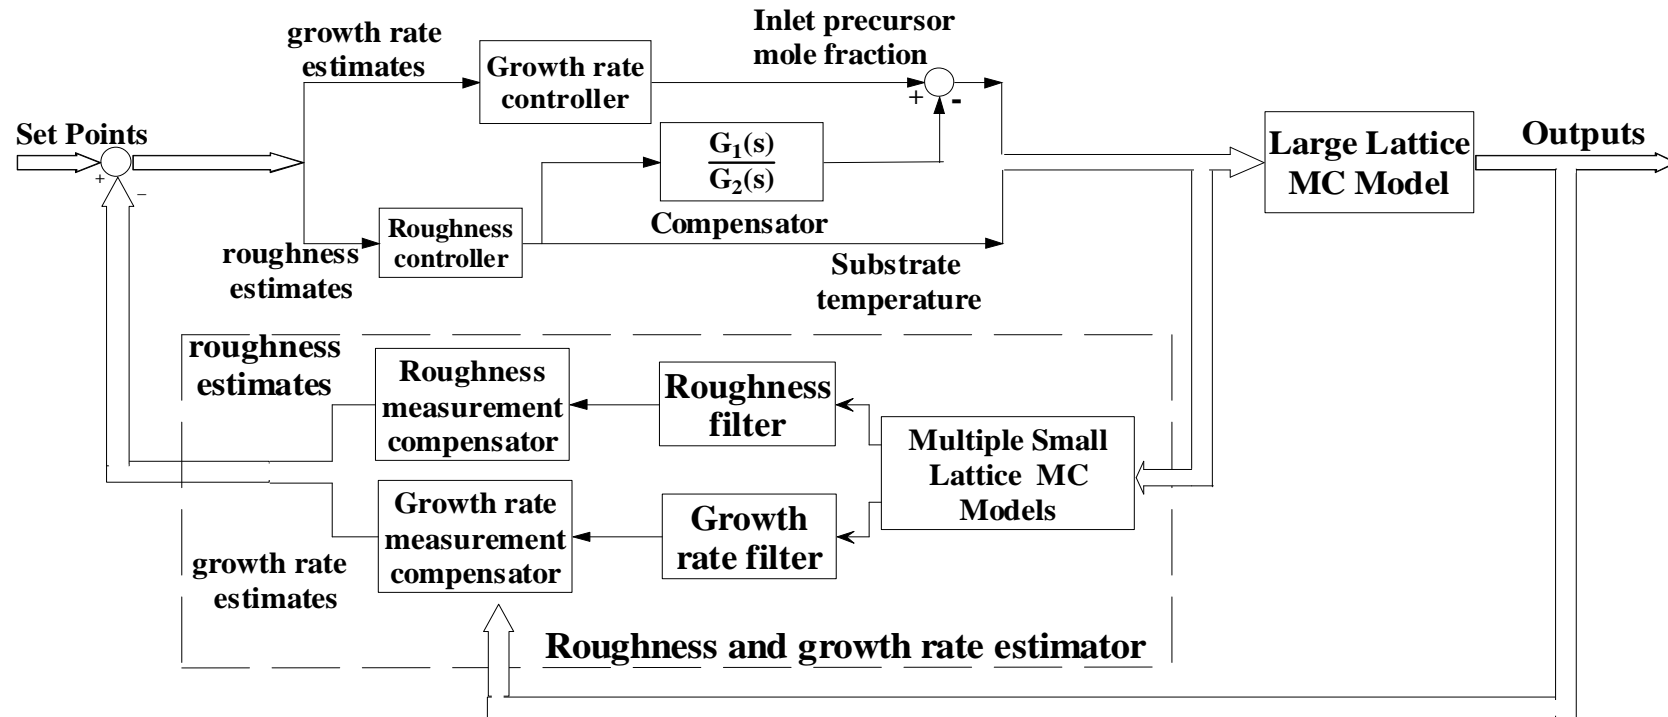 growth rate
estimates
Inlet precursor
mole fraction
Growth rate
controller
+
-
Set Points
+
–
G1(s)
G2(s)
Large Lattice
MC Model
Outputs
Roughness
controller
Compensator
roughness
estimates
Substrate
temperature
roughness
estimates
Roughness
measurement
compensator
Roughness
filter
Multiple Small
Lattice MC
Models
Growth rate
measurement
compensator
Growth
rate filter
growth rate
estimates
Roughness and growth rate estimator